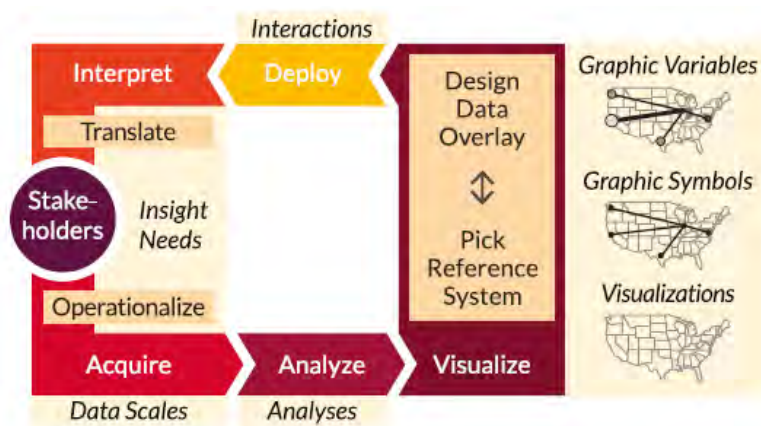 Interactions
Interpret
Deploy
Design
Data
Overlay
Graphic Variables
Translate
Stake-
holders
Insight
Needs
Graphic Symbols
Pick
Reference
System
Operationalize
Visualizations
Acquire
Analyze
Visualize
Data Scales
Analyses